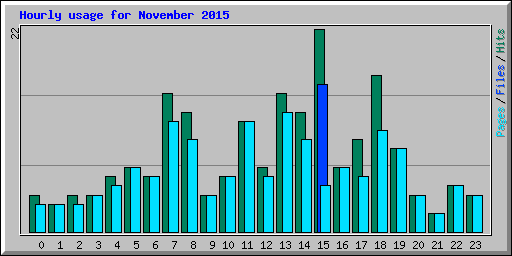 Hourly usage for November 2015
22
Pages / Files / Hits
0 1 2 3 4 5 6 7 8 9 10 11 12 13 14 15 16 17 18 19 20 21 22 23